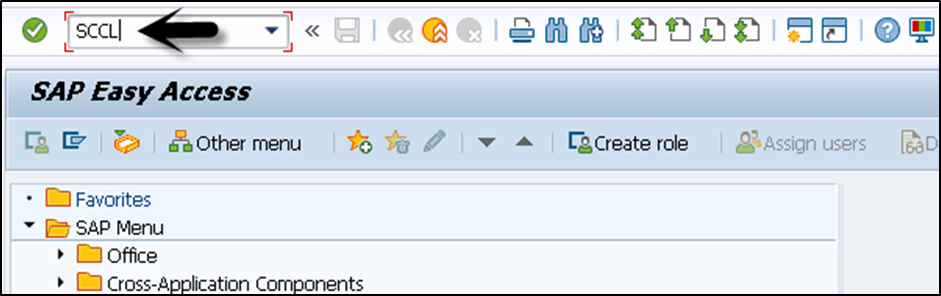 SCCL
SAP Easy Access
Other menu Create role Assign users D
Favorites
SAP Menu
Office
Cross-Application Components